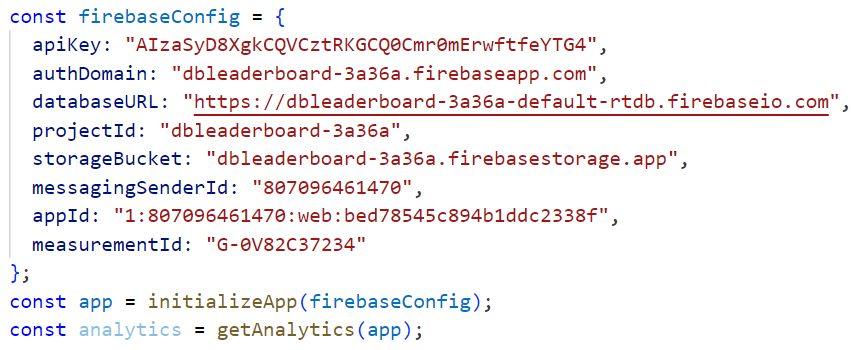 const firebaseConfig = {
  apiKey: "AIzaSyD8XgkCQVCztRKGCQ0Cmr0mErwftfeYTG4",
  authDomain: "dbleaderboard-3a36a.firebaseapp.com",
  databaseURL: "https://dbleaderboard-3a36a-default-rtdb.firebaseio.com",
  projectId: "dbleaderboard-3a36a",
  storageBucket: "dbleaderboard-3a36a.firebasestorage.app",
  messagingSenderId: "807096461470",
  appId: "1:807096461470:web:bed78545c894b1ddc2338f",
  measurementId: "G-0V82C37234"
};
const app = initializeApp(firebaseConfig);
const analytics = getAnalytics(app);